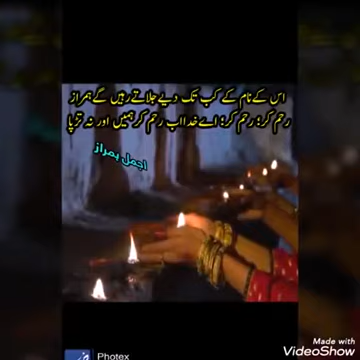 اس کے نام کے کب تک دیے جلاتے رہیں گے ہمراز
رحم کر؛ رحم کر؛ اے خدا اب رحم کر ہمیں اور نہ تڑپا
اجمل ہمراز
Photex
Made with
VideoShow